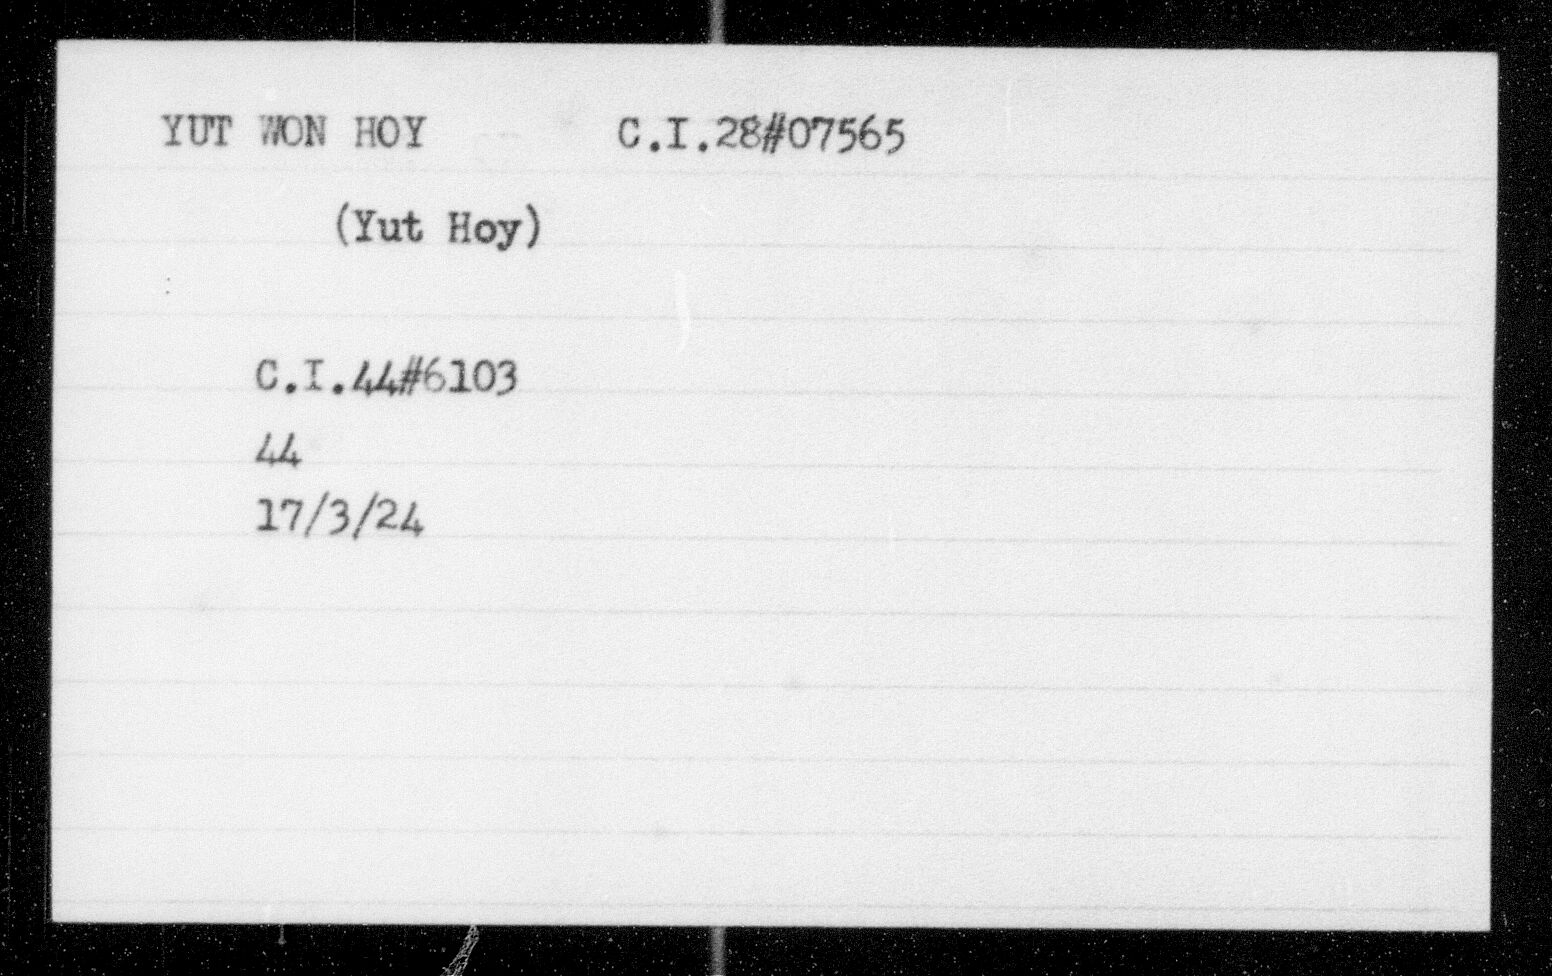 YUT WON HOY C.I.28#07565
(Yut Hoy)
C.I.44#6103
44
17/3/24